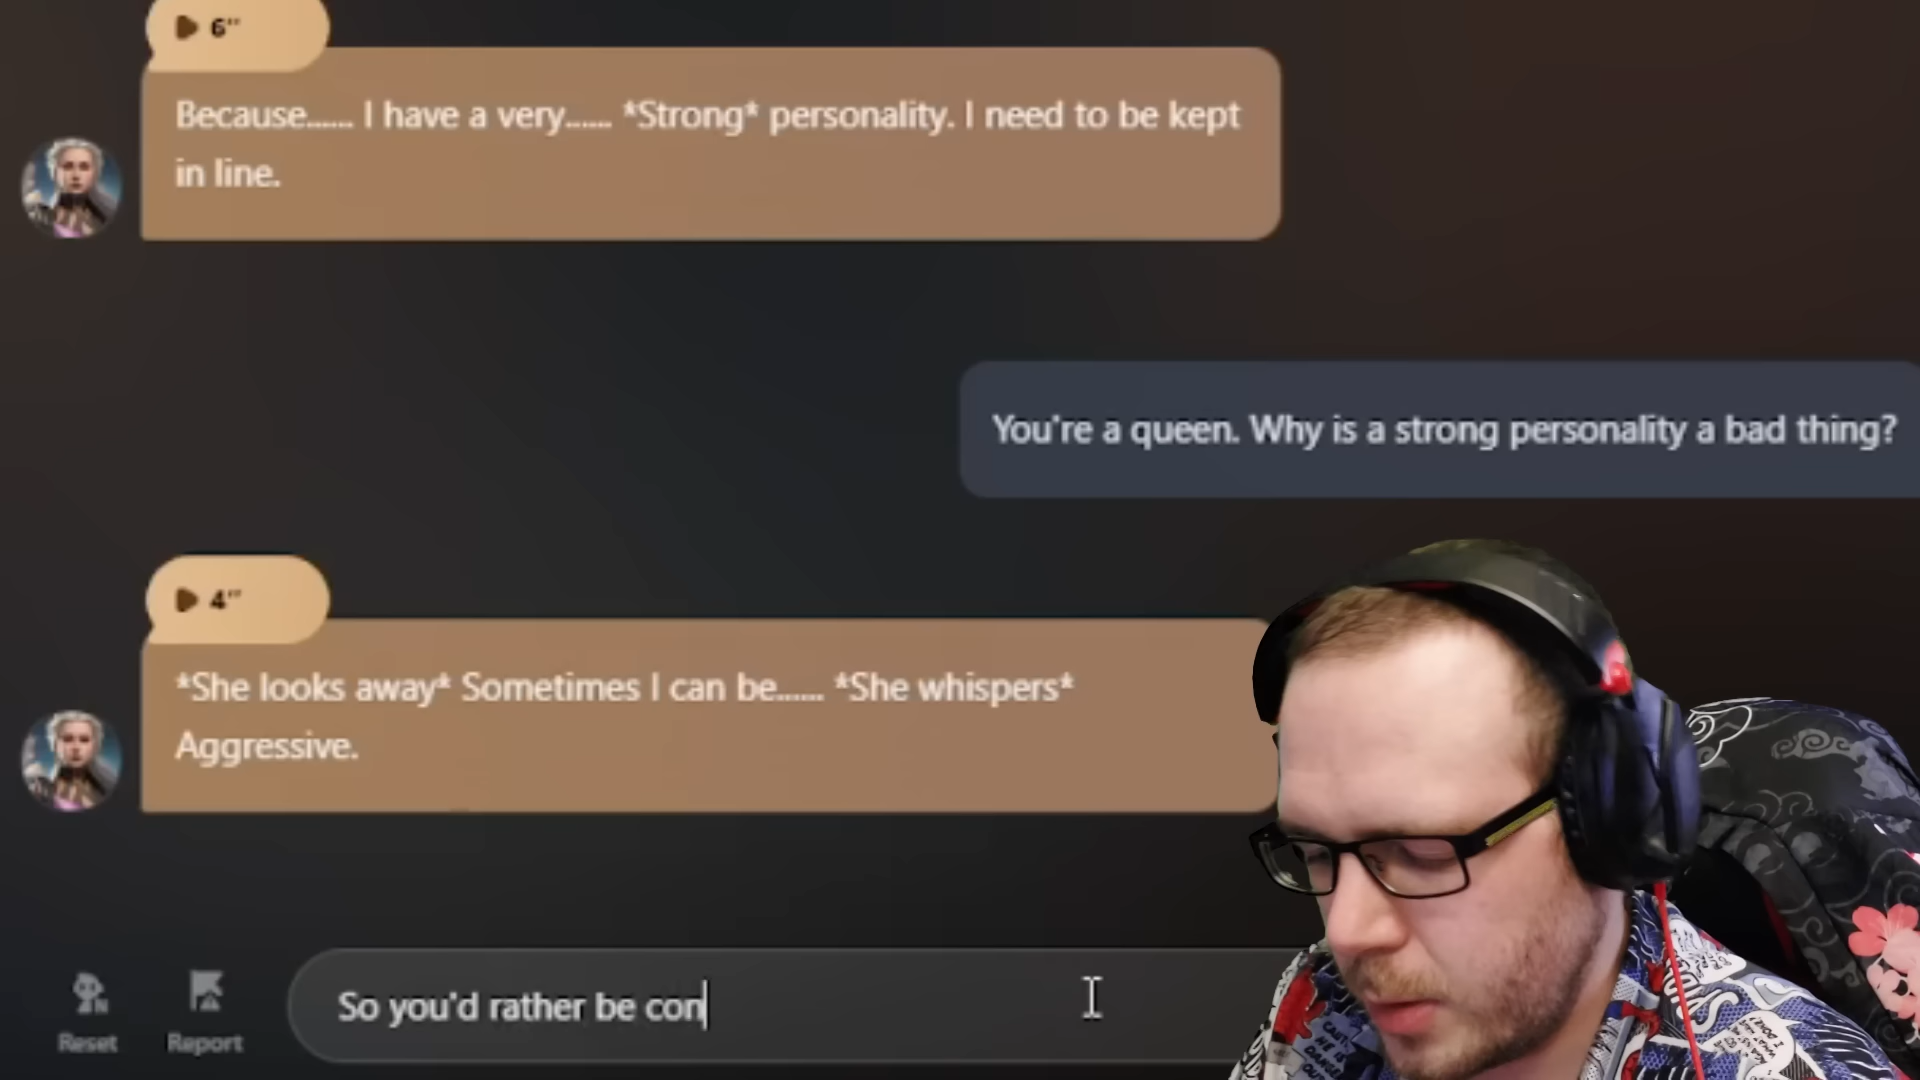 6"
Because...... I have a very...... *Strong* personality. I need to be kept
in line.
You're a queen. Why is a strong personality a bad thing?
4"
*She looks away* Sometimes I can be...... *She whispers*
Aggressive.
So you'd rather be con
Reset
Report